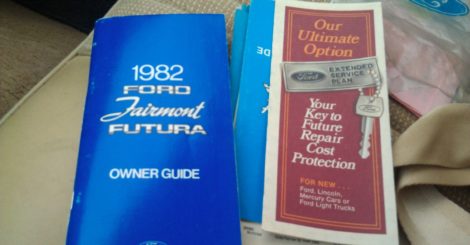 1982
FORD
Fairmont
FUTURA
OWNER GUIDE
Ford
Our
Ultimate
Option
Ford
EXTENDED
SERVICE
PLAN
Your
Key to
Future
Repair
Cost
Protection
FOR NEW . . .
Ford, Lincoln,
Mercury Cars or
Ford Light Trucks